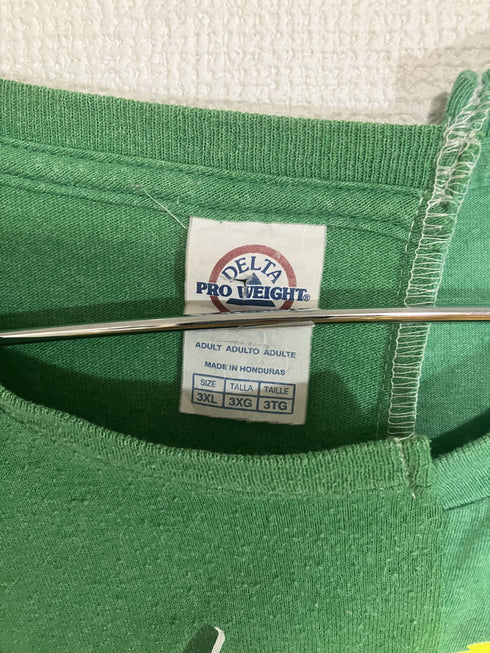 DELTA
PRO WEIGHT®
ADULT ADULTO ADULTE
MADE IN HONDURAS
SIZE TALLA TAILLE
3XL 3XG 3TG